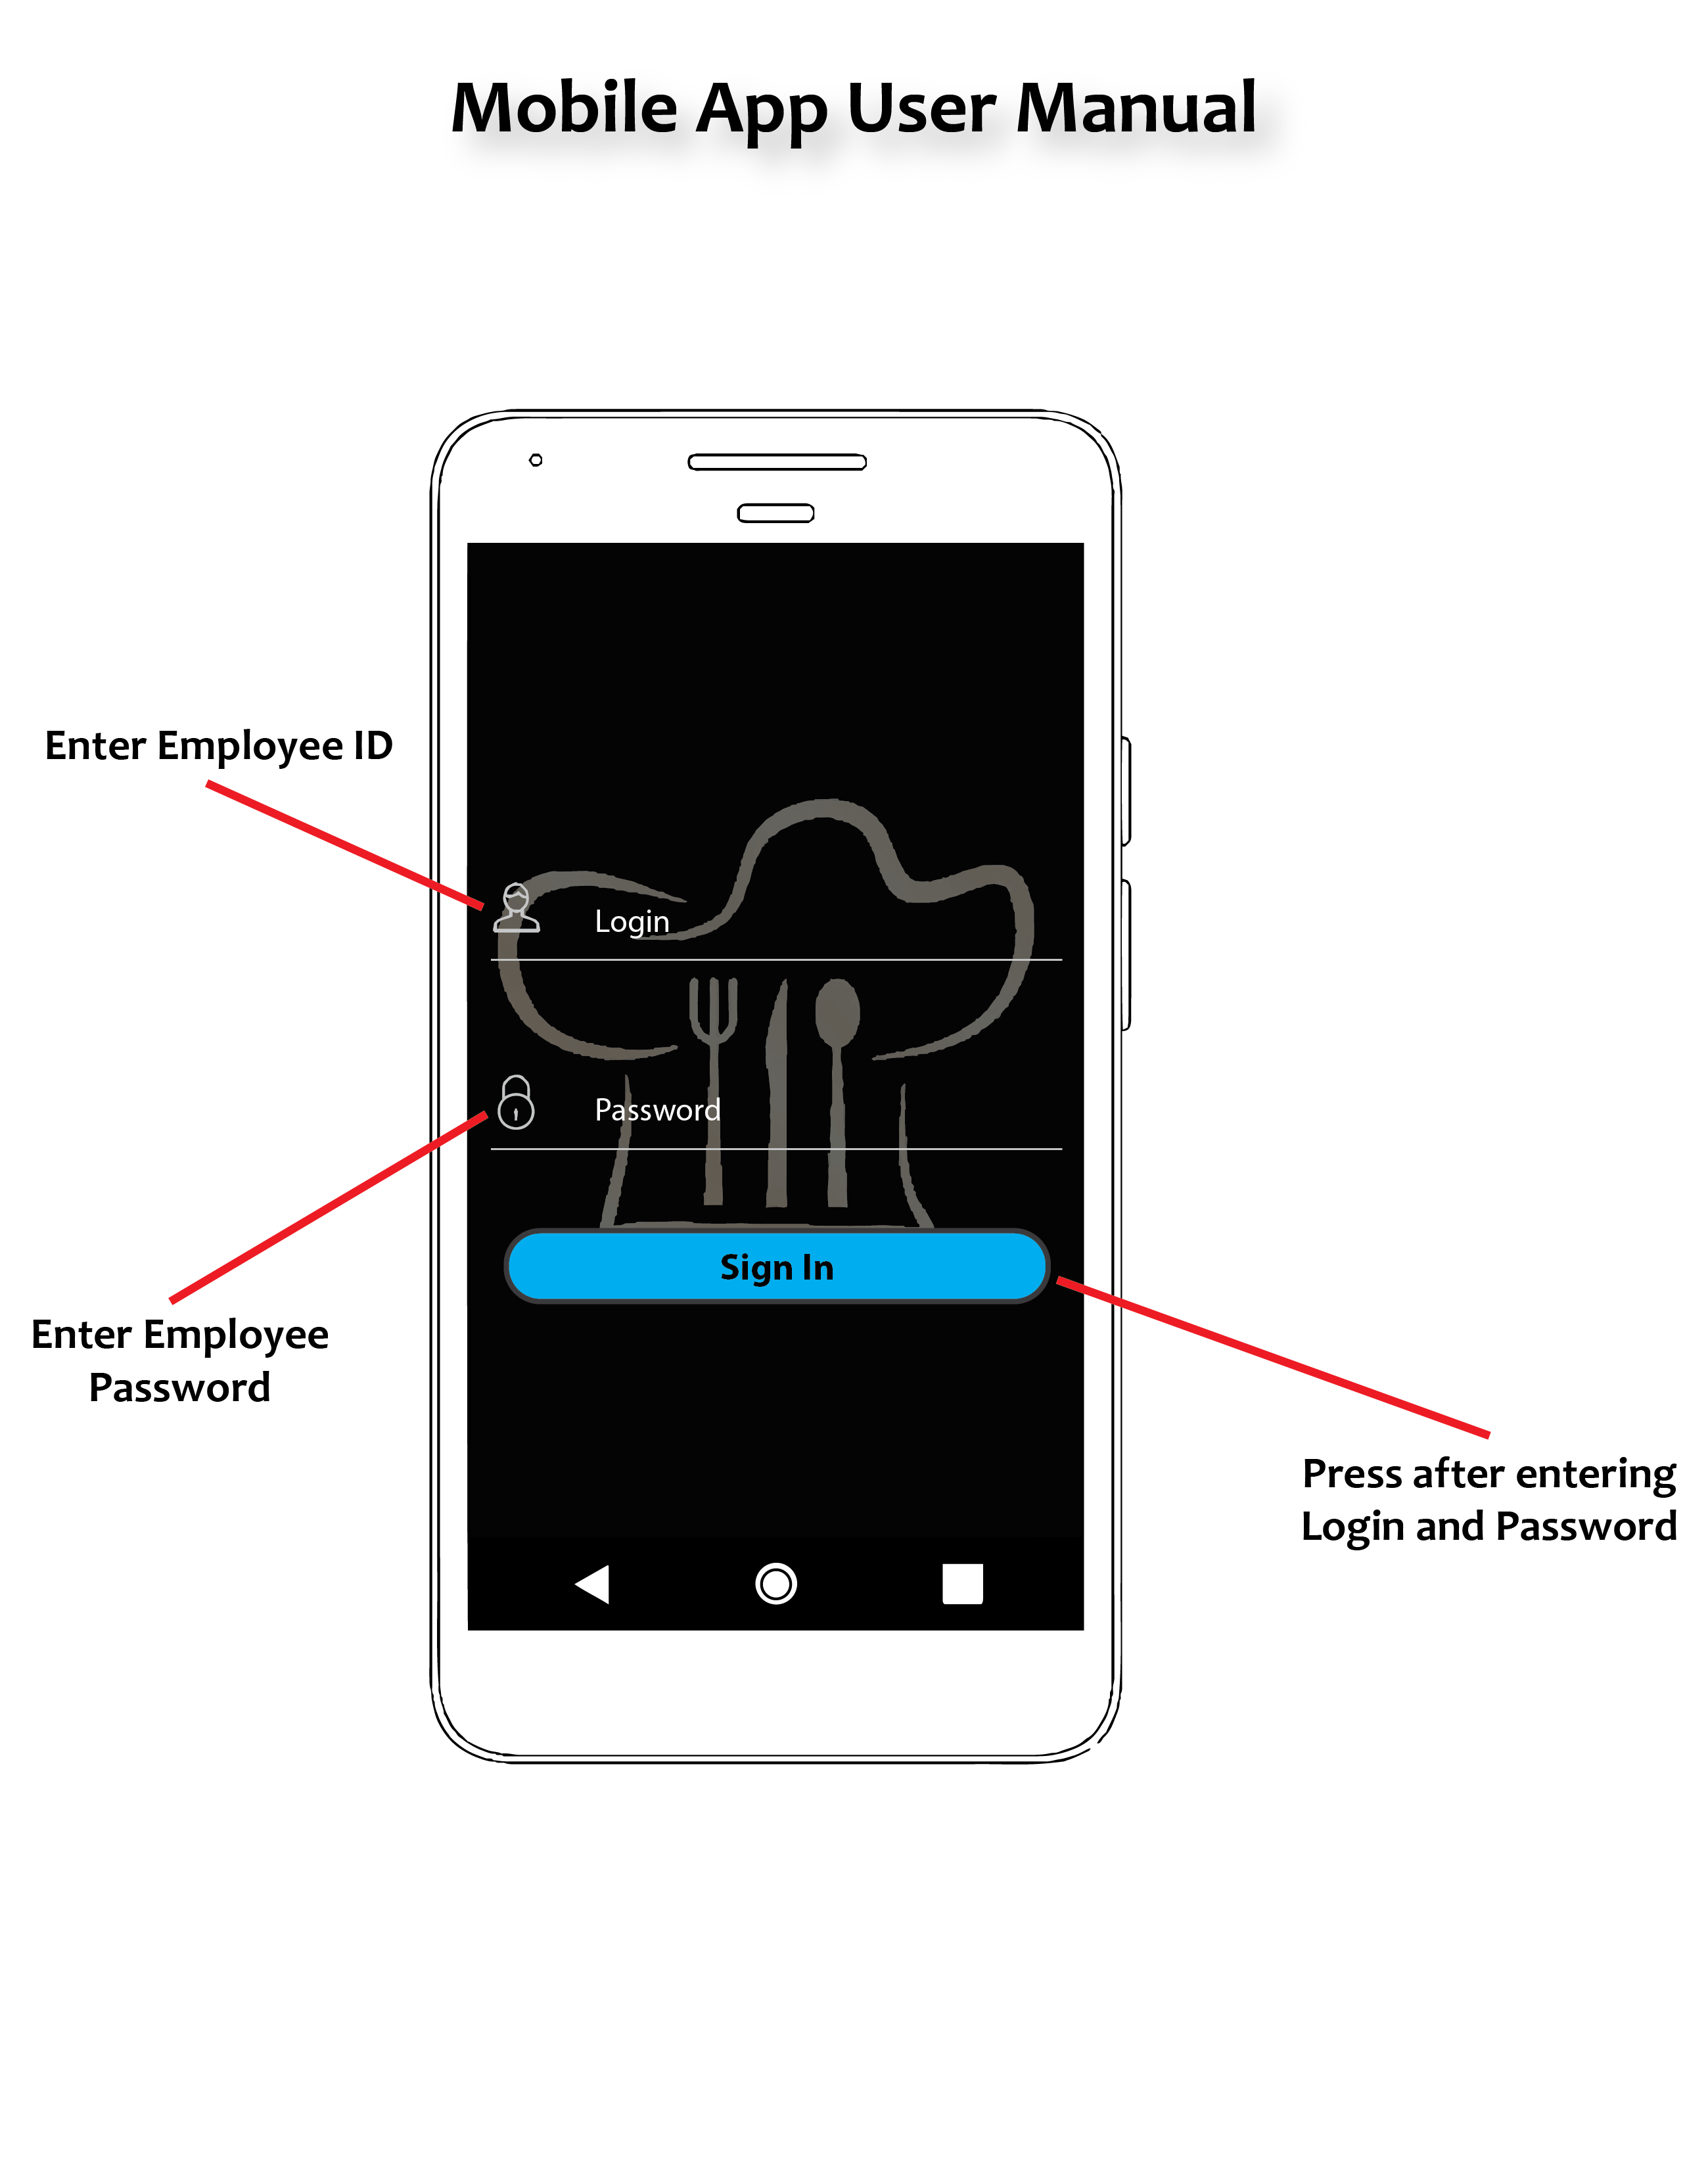 Mobile App User Manual
Enter Employee ID
Login
Password
Sign In
Enter Employee
Password
Press after entering
Login and Password